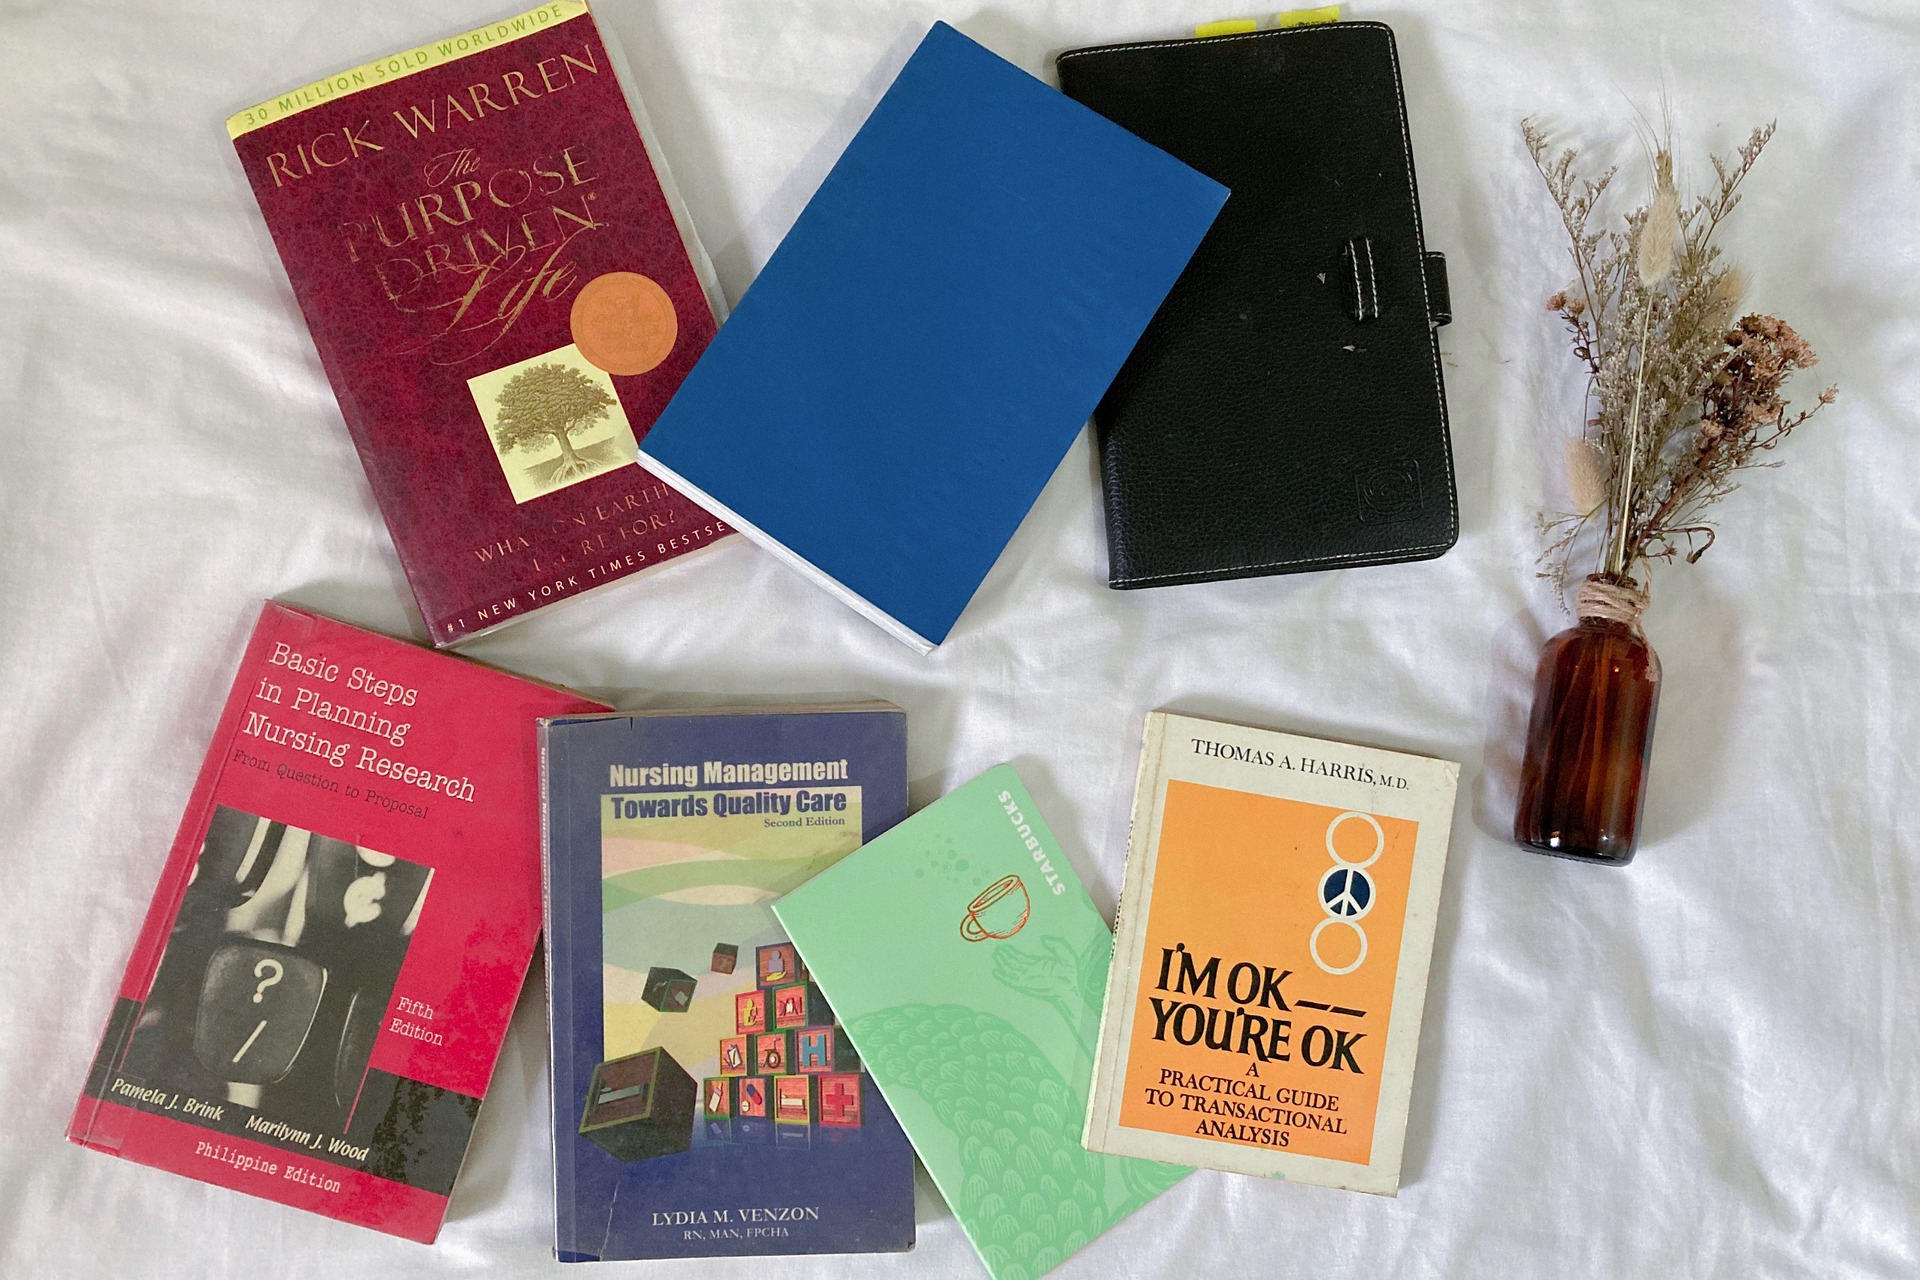 30 MILLION SOLD WORLDWIDE
RICK WARREN
The
PURPOSE
DRIVEN®
Life
ON EARTH
FOR?
#1 NEW YORK TIMES BESTSE
Basic Steps
in Planning
Nursing Research
From Question to Proposal
?
/
Fifth
Edition
Pamela J. Brink
Marilynn J. Wood
Philippine Edition
Nursing Management
Towards Quality Care
Second Edition
H
LYDIA M. VENZON
RN, MAN, FPCHA
STARBUCKS
THOMAS A. HARRIS, M.D.
I'M OK——
YOU'RE OK
A
PRACTICAL GUIDE
TO TRANSACTIONAL
ANALYSIS